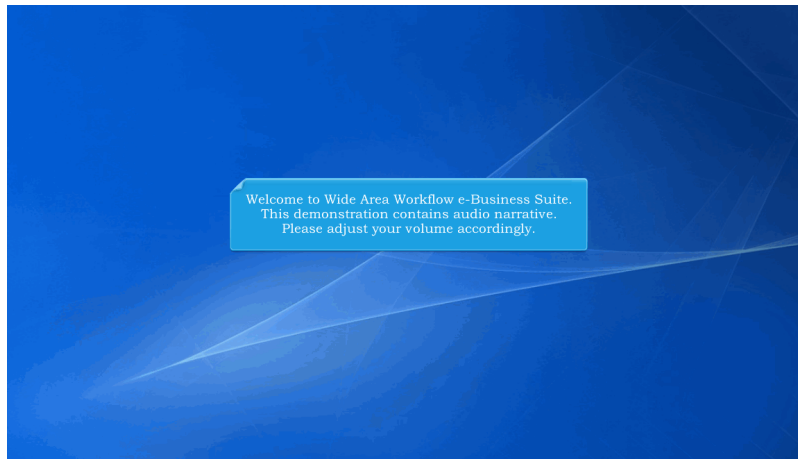 Welcome to Wide Area Workflow e-Business Suite.
This demonstration contains audio narrative.
Please adjust your volume accordingly.